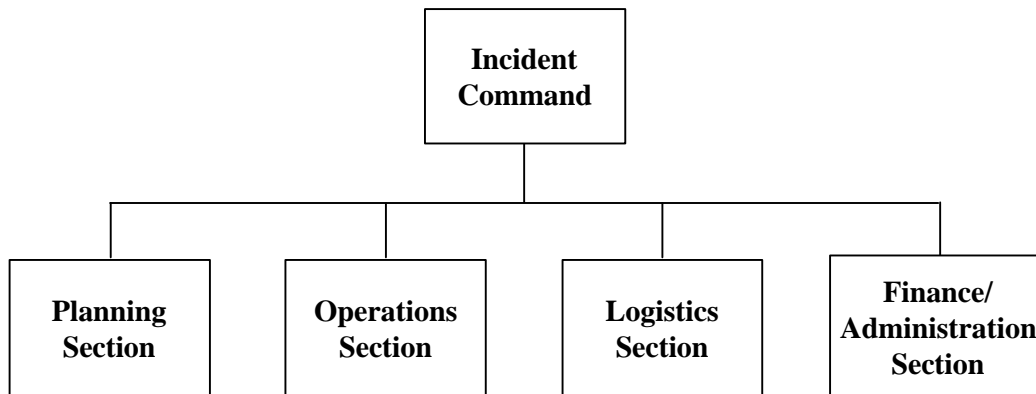 Incident
Command
Planning
Section
Operations
Section
Logistics
Section
Finance/
Administration
Section